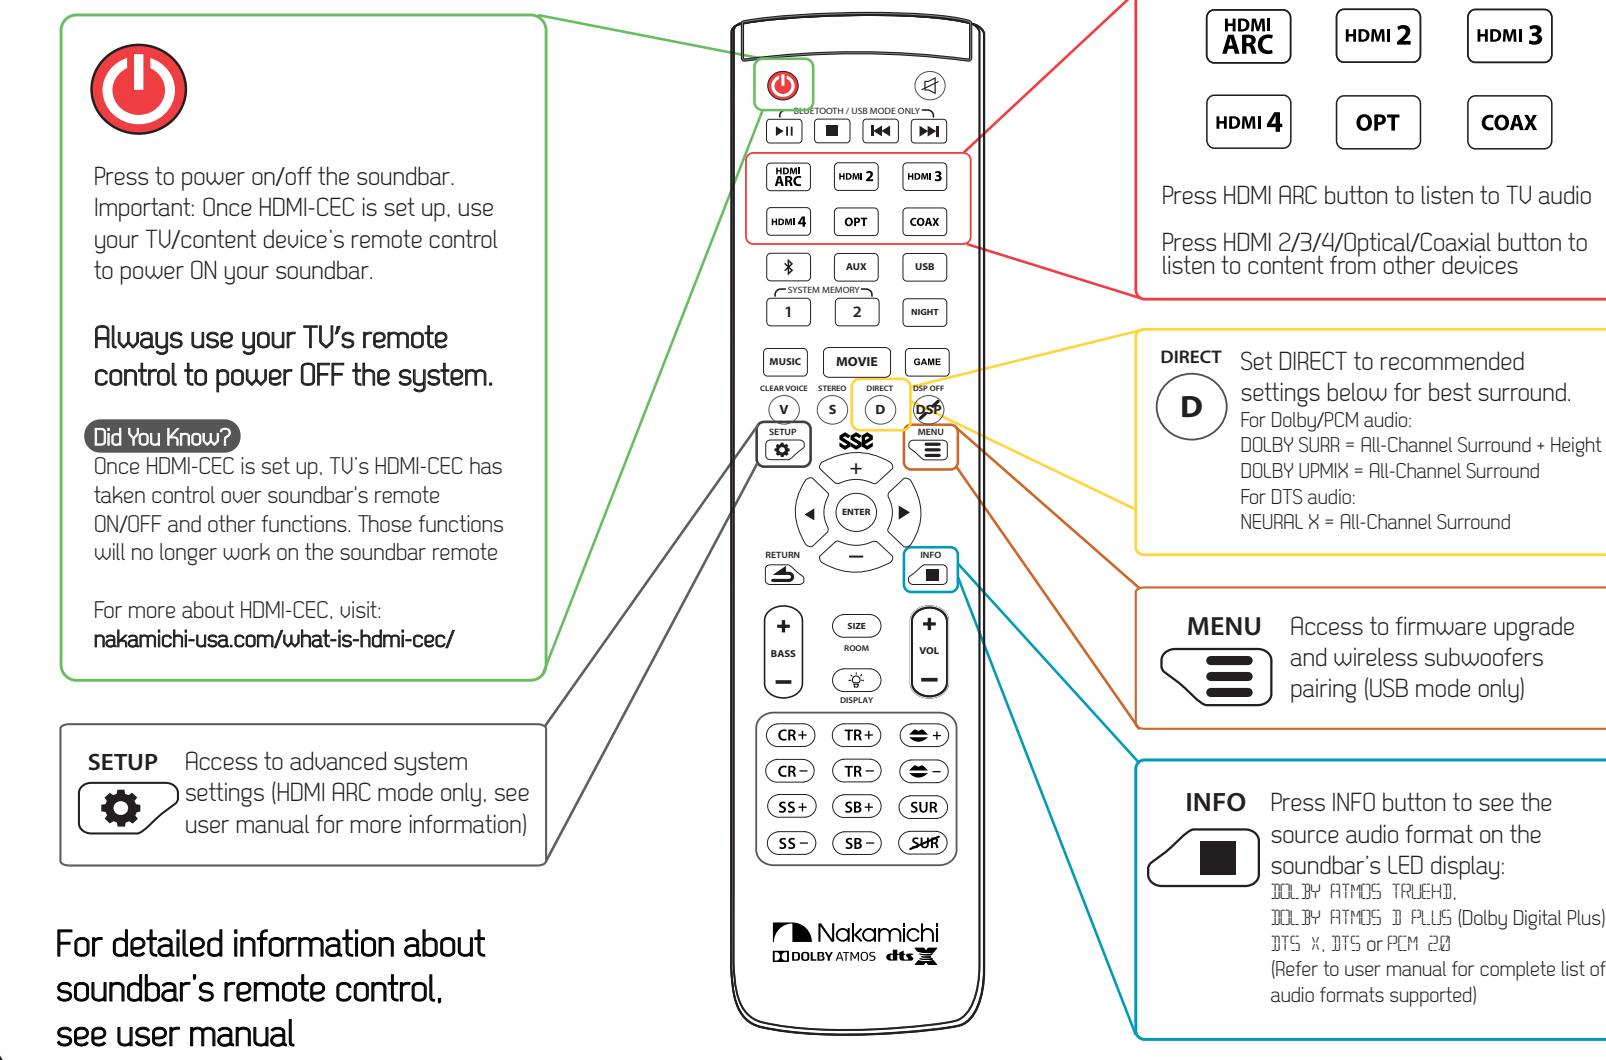 Press to power on/off the soundbar.
Important: Once HDMI-CEC is set up, use
your TV/content device's remote control
to power ON your soundbar.
Always use your TV's remote
control to power OFF the system.
Did You Know?
Once HDMI-CEC is set up, TV's HDMI-CEC has
taken control over soundbar's remote
ON/OFF and other functions. Those functions
will no longer work on the soundbar remote
For more about HDMI-CEC, visit:
nakamichi-usa.com/what-is-hdmi-cec/
SETUP
Access to advanced system
settings (HDMI ARC mode only, see
user manual for more information)
For detailed information about
soundbar's remote control,
see user manual
BLUETOOTH / USB MODE ONLY
HDMI ARC HDMI 2 HDMI 3
HDMI 4 OPT COAX
AUX USB
SYSTEM MEMORY
1 2 NIGHT
MUSIC MOVIE GAME
CLEAR VOICE STEREO DIRECT DSP OFF
V S D DSP
SETUP sse MENU
+
ENTER
−
RETURN INFO
+ SIZE +
BASS ROOM VOL
− −
DISPLAY
CR+ TR+ +
CR− TR− −
SS+ SB+ SUR
SS− SB− SUR
Nakamichi
DOLBY ATMOS dts X
HDMI
ARC
HDMI 2
HDMI 3
HDMI 4
OPT
COAX
Press HDMI ARC button to listen to TV audio
Press HDMI 2/3/4/Optical/Coaxial button to
listen to content from other devices
DIRECT
D
Set DIRECT to recommended
settings below for best surround.
For Dolby/PCM audio:
DOLBY SURR = All-Channel Surround + Height
DOLBY UPMIX = All-Channel Surround
For DTS audio:
NEURAL X = All-Channel Surround
MENU
Access to firmware upgrade
and wireless subwoofers
pairing (USB mode only)
INFO
Press INFO button to see the
source audio format on the
soundbar's LED display:
DOLBY ATMOS TRUEHD,
DOLBY ATMOS D PLUS (Dolby Digital Plus)
DTS X, DTS or PCM 2.0
(Refer to user manual for complete list of
audio formats supported)